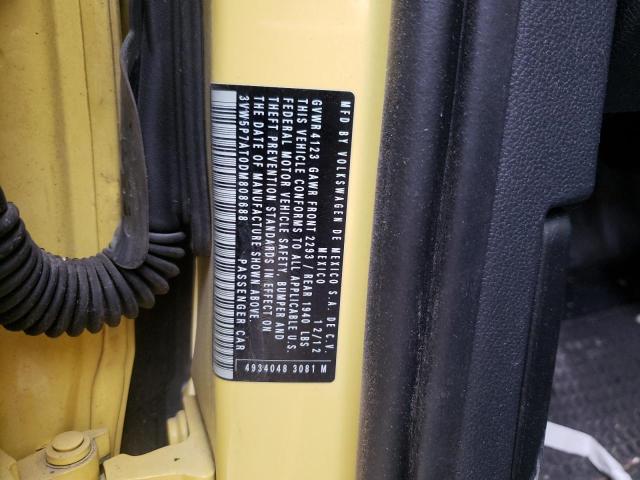 MFD BY VOLKSWAGEN DE MEXICO S.A. DE C.V.
MEXICO 12/12
GVWR 4123 GAWR FRONT 2293 / REAR 1940 LBS
THIS VEHICLE CONFORMS TO ALL APPLICABLE U.S.
FEDERAL MOTOR VEHICLE SAFETY, BUMPER AND
THEFT PREVENTION STANDARDS IN EFFECT ON
THE DATE OF MANUFACTURE SHOWN ABOVE.
3VW5P7AT0DM808688 PASSENGER CAR
4934048 3081 M